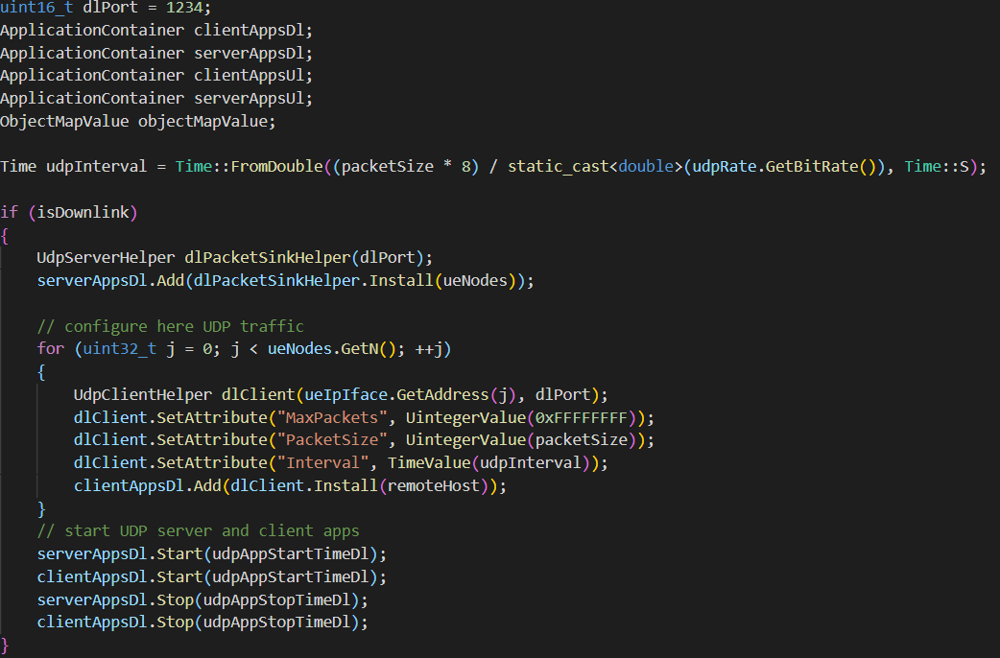 uint16_t dlPort = 1234;
ApplicationContainer clientAppsDl;
ApplicationContainer serverAppsDl;
ApplicationContainer clientAppsUl;
ApplicationContainer serverAppsUl;
ObjectMapValue objectMapValue;

Time udpInterval = Time::FromDouble((packetSize * 8) / static_cast<double>(udpRate.GetBitRate()), Time::S);

if (isDownlink)
{
    UdpServerHelper dlPacketSinkHelper(dlPort);
    serverAppsDl.Add(dlPacketSinkHelper.Install(ueNodes));

    // configure here UDP traffic
    for (uint32_t j = 0; j < ueNodes.GetN(); ++j)
    {
        UdpClientHelper dlClient(ueIpIface.GetAddress(j), dlPort);
        dlClient.SetAttribute("MaxPackets", UintegerValue(0xFFFFFFFF));
        dlClient.SetAttribute("PacketSize", UintegerValue(packetSize));
        dlClient.SetAttribute("Interval", TimeValue(udpInterval));
        clientAppsDl.Add(dlClient.Install(remoteHost));
    }
    // start UDP server and client apps
    serverAppsDl.Start(udpAppStartTimeDl);
    clientAppsDl.Start(udpAppStartTimeDl);
    serverAppsDl.Stop(udpAppStopTimeDl);
    clientAppsDl.Stop(udpAppStopTimeDl);
}